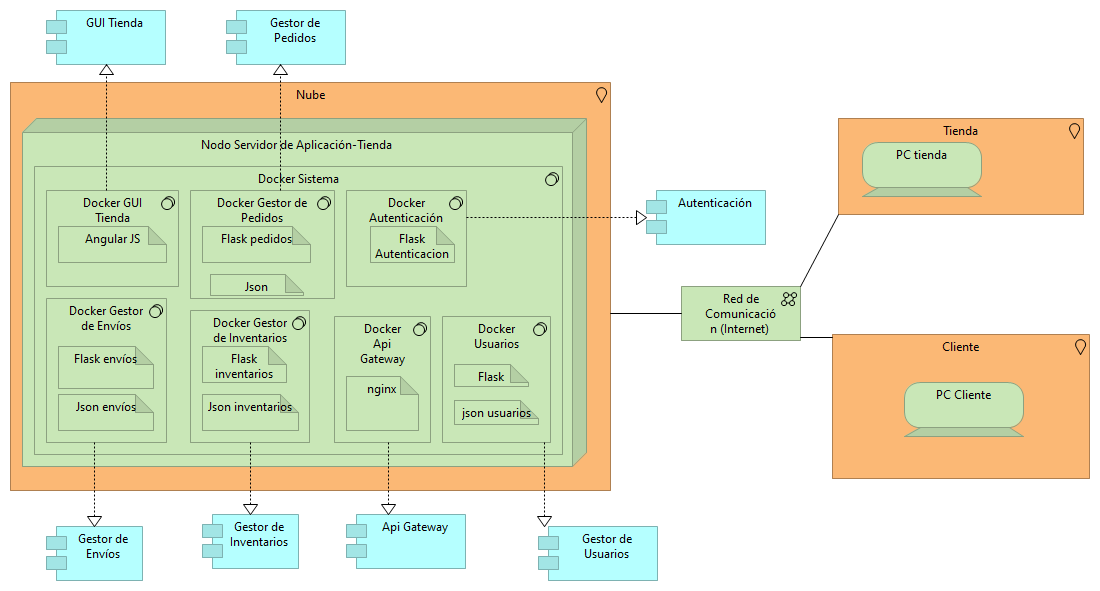 GUI Tienda
Gestor de
Pedidos
Nube
Nodo Servidor de Aplicación-Tienda
Docker Sistema
Docker GUI
Tienda
Angular JS
Docker Gestor de
Pedidos
Flask pedidos
Json
Docker
Autenticación
Flask
Autenticacion
Docker Gestor
de Envíos
Flask envíos
Json envíos
Docker Gestor
de Inventarios
Flask
inventarios
Json inventarios
Docker
Api
Gateway
nginx
Docker
Usuarios
Flask
json usuarios
Autenticación
Red de
Comunicació
n (Internet)
Tienda
PC tienda
Cliente
PC Cliente
Gestor de
Envíos
Gestor de
Inventarios
Api Gateway
Gestor de
Usuarios